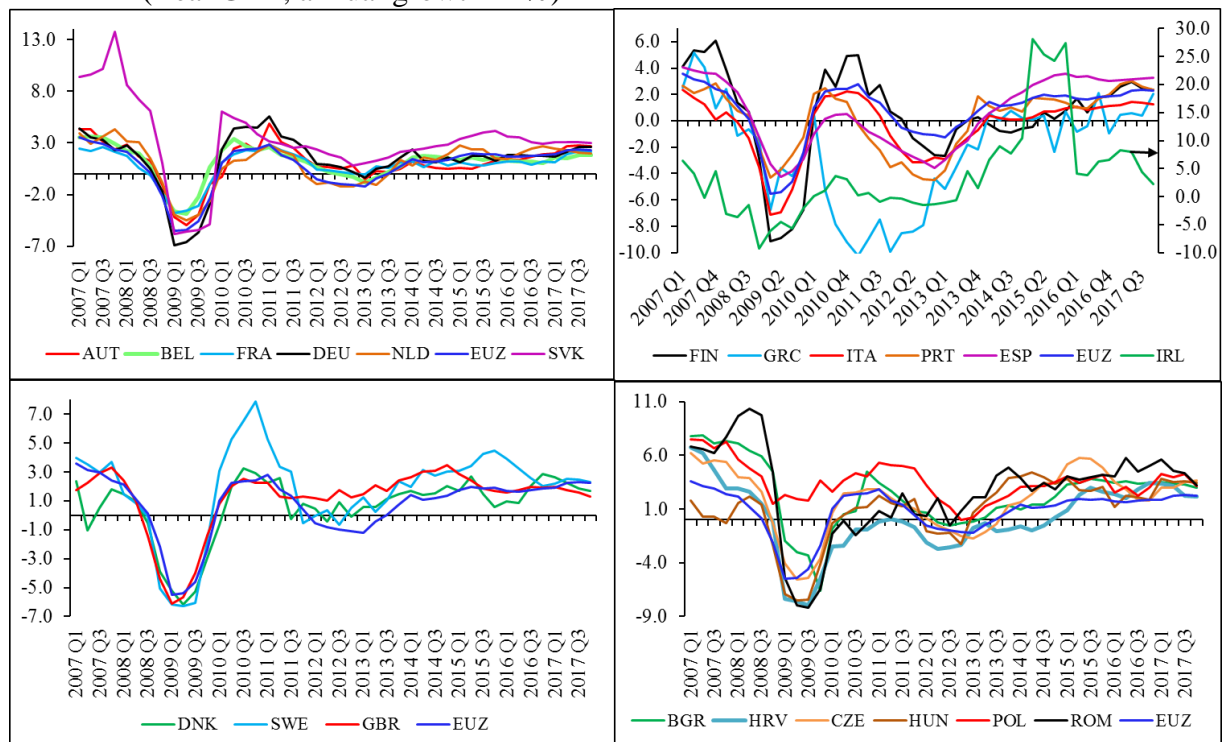 (Real GDP, annual growth in %)
13.0
8.0
3.0
-2.0
-7.0
2007 Q1
2007 Q3
2008 Q1
2008 Q3
2009 Q1
2009 Q3
2010 Q1
2010 Q3
2011 Q1
2011 Q3
2012 Q1
2012 Q3
2013 Q1
2013 Q3
2014 Q1
2014 Q3
2015 Q1
2015 Q3
2016 Q1
2016 Q3
2017 Q1
2017 Q3
AUT BEL FRA DEU NLD EUZ SVK
6.0
4.0
2.0
0.0
-2.0
-4.0
-6.0
-8.0
-10.0
30.0
25.0
20.0
15.0
10.0
5.0
0.0
-5.0
-10.0
2007 Q1
2007 Q4
2008 Q3
2009 Q2
2010 Q1
2010 Q4
2011 Q3
2012 Q2
2013 Q1
2013 Q4
2014 Q3
2015 Q2
2016 Q1
2016 Q4
2017 Q3
FIN GRC ITA PRT ESP EUZ IRL
7.0
5.0
3.0
1.0
-1.0
-3.0
-5.0
-7.0
2007 Q1
2007 Q3
2008 Q1
2008 Q3
2009 Q1
2009 Q3
2010 Q1
2010 Q3
2011 Q1
2011 Q3
2012 Q1
2012 Q3
2013 Q1
2013 Q3
2014 Q1
2014 Q3
2015 Q1
2015 Q3
2016 Q1
2016 Q3
2017 Q1
2017 Q3
DNK SWE GBR EUZ
11.0
6.0
1.0
-4.0
-9.0
2007 Q1
2007 Q3
2008 Q1
2008 Q3
2009 Q1
2009 Q3
2010 Q1
2010 Q3
2011 Q1
2011 Q3
2012 Q1
2012 Q3
2013 Q1
2013 Q3
2014 Q1
2014 Q3
2015 Q1
2015 Q3
2016 Q1
2016 Q3
2017 Q1
2017 Q3
BGR HRV CZE HUN POL ROM EUZ